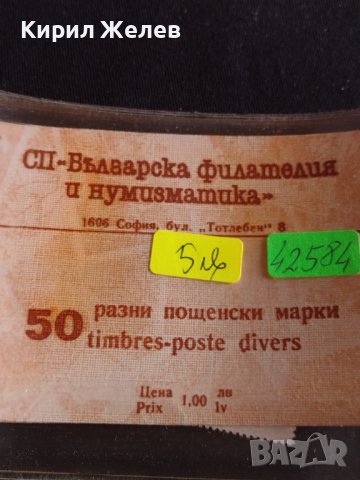 Кирил Желев
СП-Българска филателия
и нумизматика»
1606 София, бул. „Тотлебен" 8
5лв
42584
50 разни пощенски марки
timbres-poste divers
Цена 1,00 лв
Prix lv
BAZAR